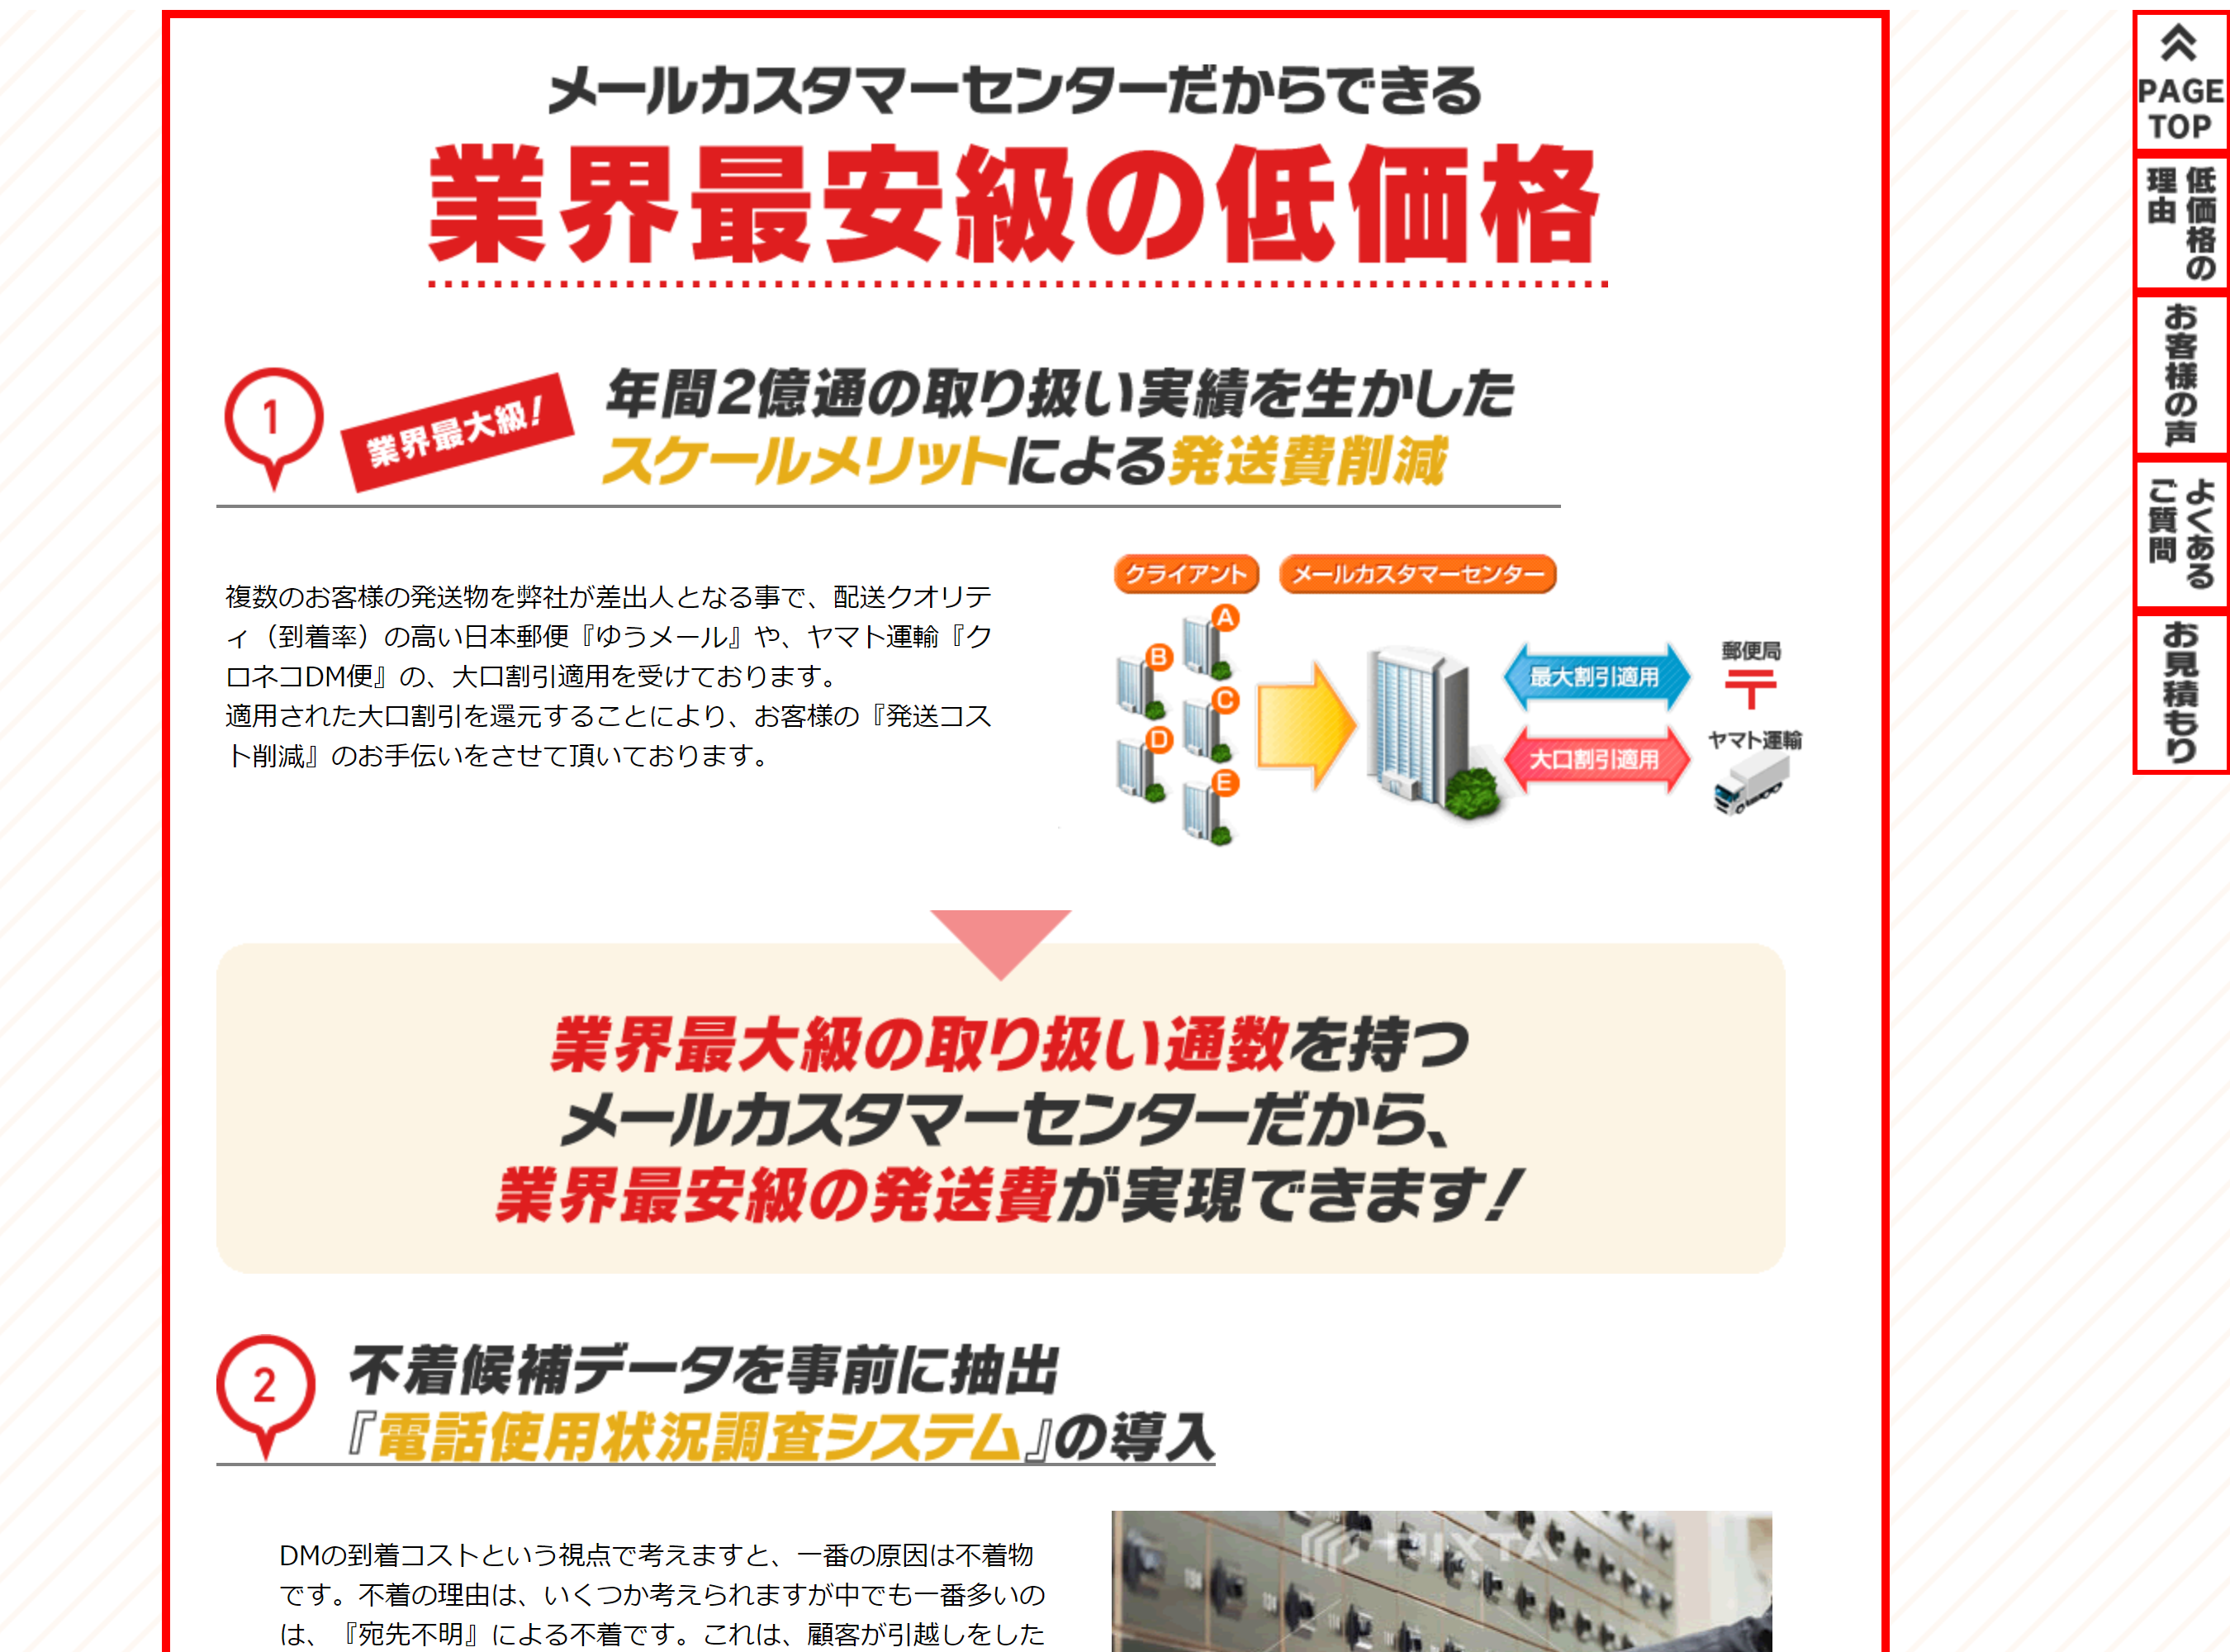 メールカスタマーセンターだからできる
業界最安級の低価格
1
業界最大級!
年間2億通の取り扱い実績を生かした
スケールメリットによる発送費削減
複数のお客様の発送物を弊社が差出人となる事で、配送クオリテ
ィ（到着率）の高い日本郵便『ゆうメール』や、ヤマト運輸『ク
ロネコDM便』の、大口割引適用を受けております。
適用された大口割引を還元することにより、お客様の『発送コス
ト削減』のお手伝いをさせて頂いております。
クライアント
メールカスタマーセンター
A
B
C
D
E
最大割引適用
郵便局
〒
大口割引適用
ヤマト運輸
業界最大級の取り扱い通数を持つ
メールカスタマーセンターだから、
業界最安級の発送費が実現できます!
2
不着候補データを事前に抽出
『電話使用状況調査システム』の導入
DMの到着コストという視点で考えますと、一番の原因は不着物
です。不着の理由は、いくつか考えられますが中でも一番多いの
は、『宛先不明』による不着です。これは、顧客が引越しをした
PIXTA
PAGE
TOP
低価格の
理由
お客様の声
よくある
ご質問
お見積もり